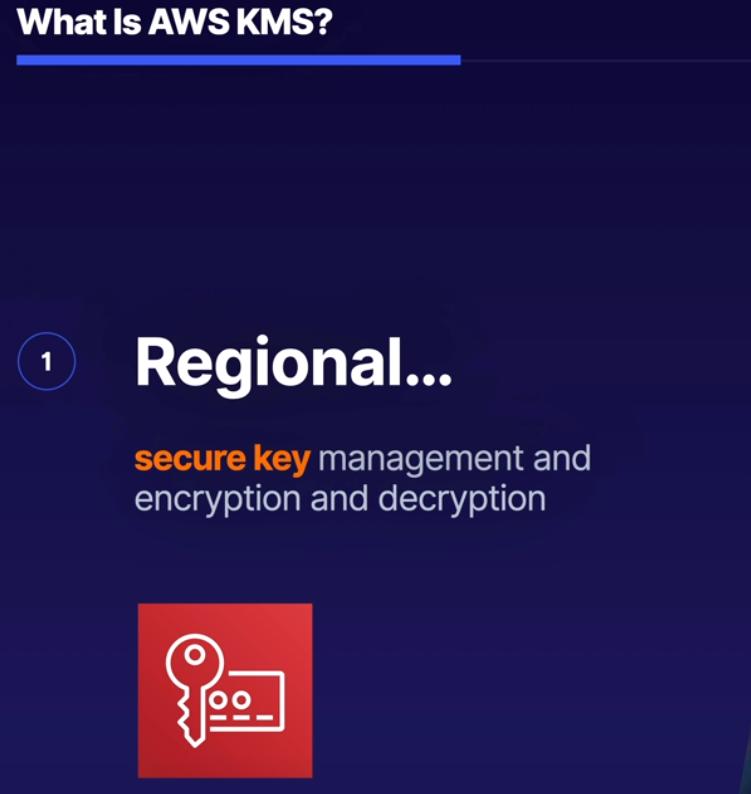 What Is AWS KMS?
1
Regional...
secure key management and
encryption and decryption